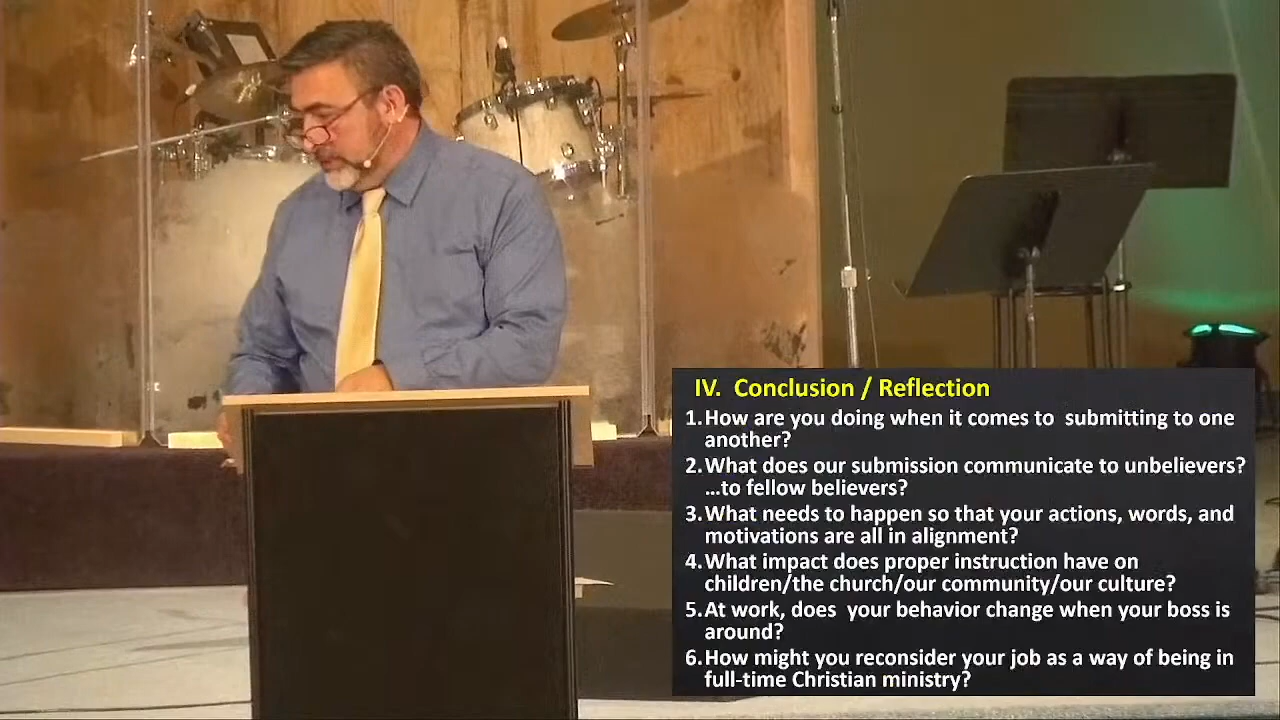 IV. Conclusion / Reflection
1. How are you doing when it comes to submitting to one
another?
2. What does our submission communicate to unbelievers?
...to fellow believers?
3. What needs to happen so that your actions, words, and
motivations are all in alignment?
4. What impact does proper instruction have on
children/the church/our community/our culture?
5. At work, does your behavior change when your boss is
around?
6. How might you reconsider your job as a way of being in
full-time Christian ministry?